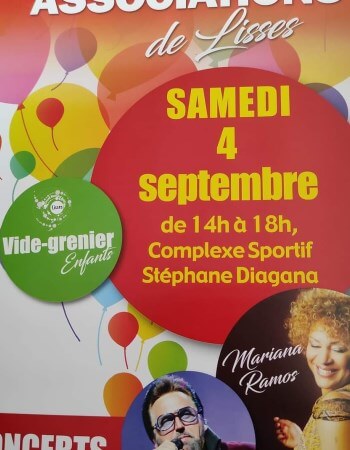 ASSOCIATIONS
de Lisses
SAMEDI
4
septembre
de 14h à 18h,
Complexe Sportif
Stéphane Diagana
Vide-grenier
Enfants
Mariana
Ramos
CONCERTS